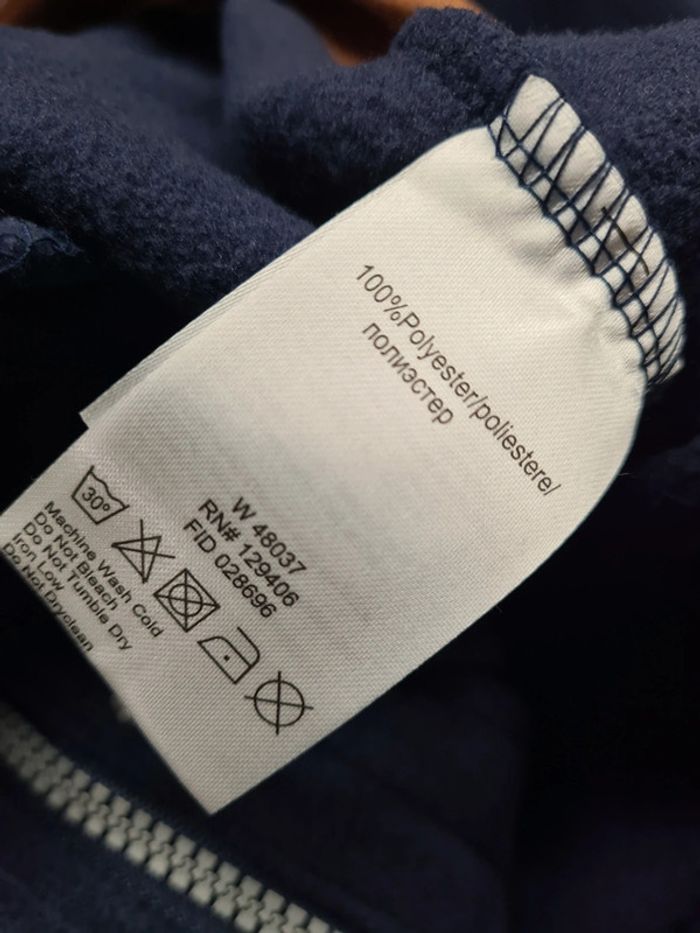 100%Polyester/poliestere/
полиэстер
W 48037
RN# 129406
FID 028696
30°
Machine Wash Cold
Do Not Bleach
Do Not Tumble Dry
Iron Low
Do Not Dryclean